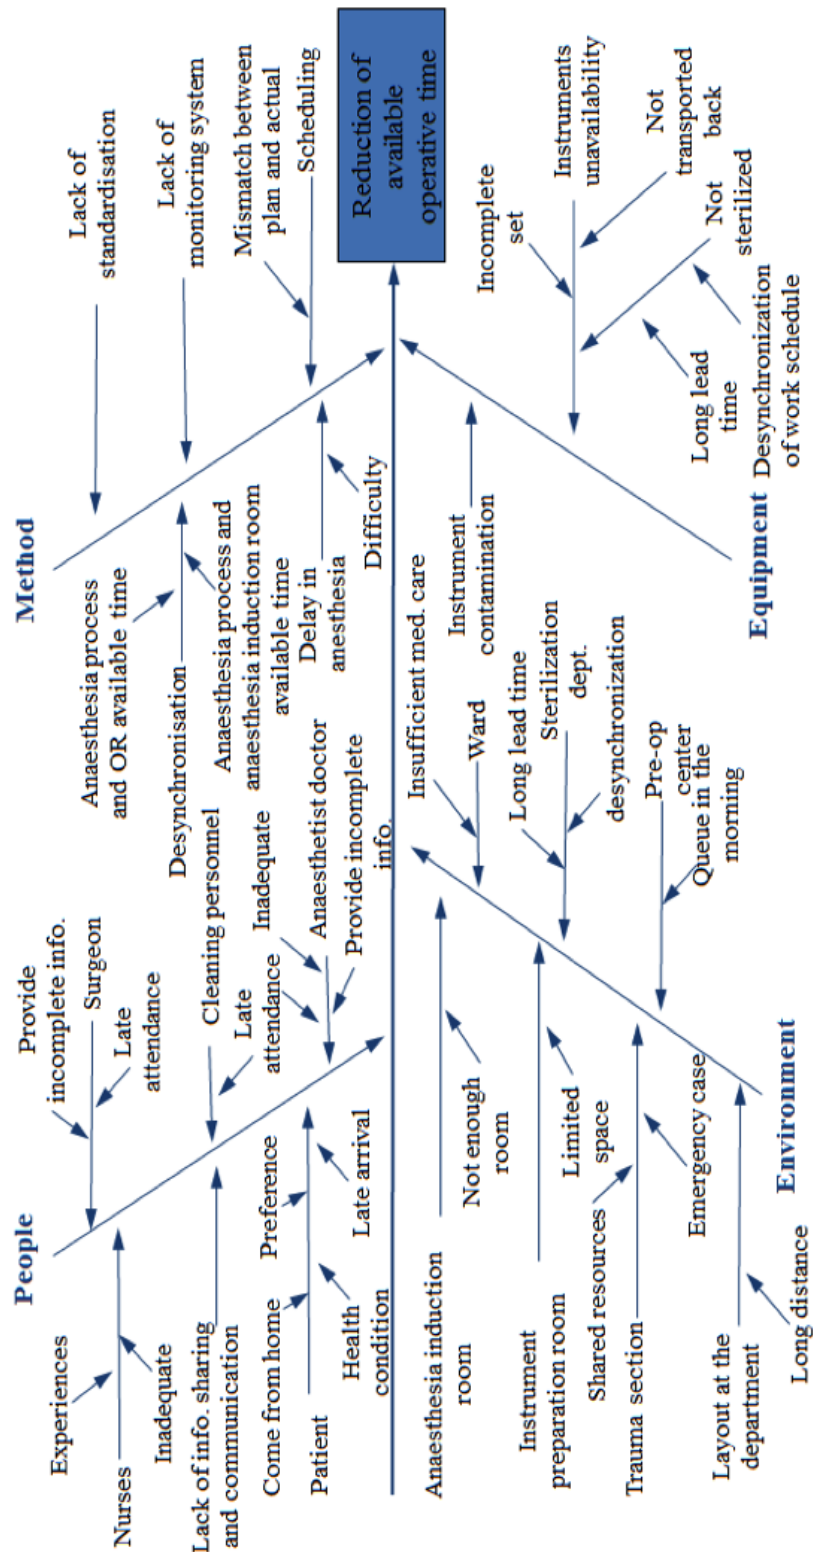 People
Method
Provide
incomplete info.
Surgeon
Late
attendance
Experiences
Nurses
Inadequate
Cleaning personnel
Late
attendance
Lack of info. sharing
and communication
Inadequate
Anaesthetist doctor
Provide incomplete
info.
Come from home
Preference
Patient
Health
condition
Late arrival
Lack of
standardisation
Anaesthesia process
and OR available time
Lack of
monitoring system
Desynchronisation
Anaesthesia process and
anaesthesia induction room
available time
Mismatch between
plan and actual
Scheduling
Delay in
anesthesia
Difficulty
Reduction of
available
operative time
Anaesthesia induction
room
Not enough
room
Insufficient med. care
Ward
Instrument
preparation room
Limited
space
Long lead time
Sterilization
dept.
desynchronization
Shared resources
Trauma section
Emergency case
Pre-op
center
Queue in the
morning
Layout at the
department
Long distance
Environment
Instrument
contamination
Incomplete
set
Instruments
unavailability
Not
transported
back
Not
sterilized
Long lead
time
Desynchronization
of work schedule
Equipment